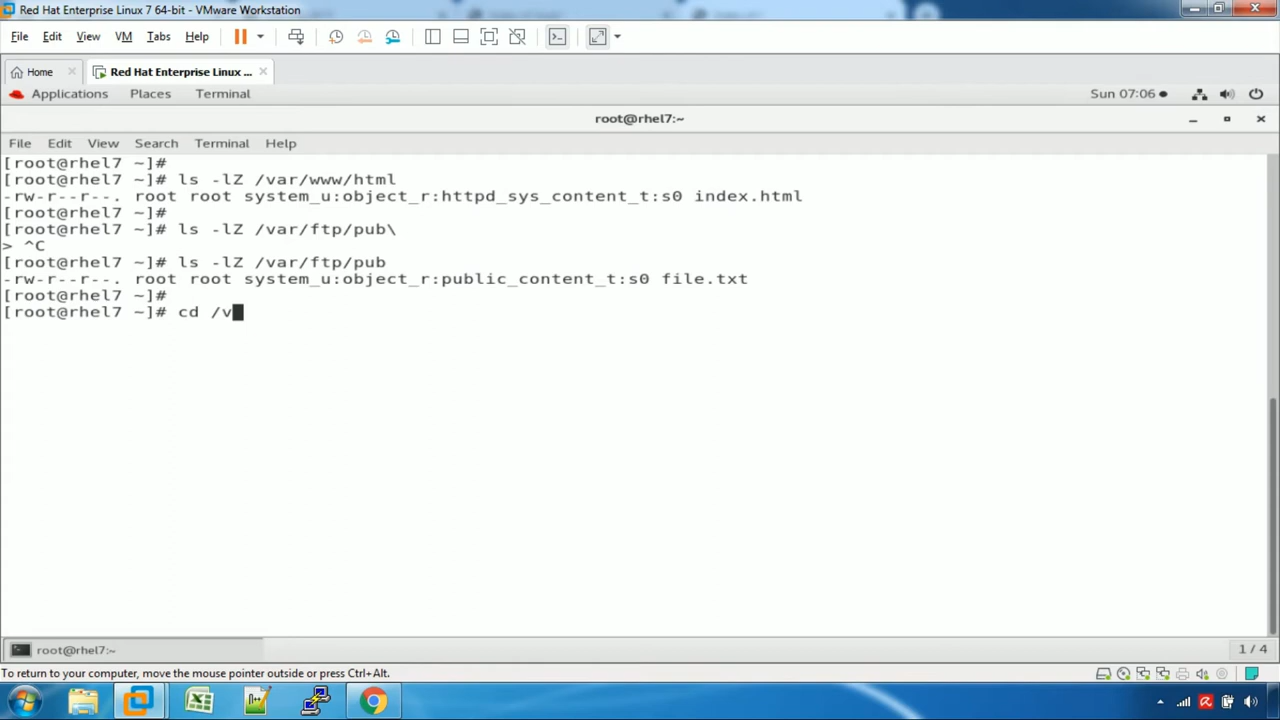 Red Hat Enterprise Linux 7 64-bit - VMware Workstation
File Edit View VM Tabs Help
Home Red Hat Enterprise Linux ...
Applications Places Terminal Sun 07:06
root@rhel7:~
File Edit View Search Terminal Help
[root@rhel7 ~]#
[root@rhel7 ~]# ls -lZ /var/www/html
-rw-r--r--. root root system_u:object_r:httpd_sys_content_t:s0 index.html
[root@rhel7 ~]#
[root@rhel7 ~]# ls -lZ /var/ftp/pub\
> ^C
[root@rhel7 ~]# ls -lZ /var/ftp/pub
-rw-r--r--. root root system_u:object_r:public_content_t:s0 file.txt
[root@rhel7 ~]#
[root@rhel7 ~]# cd /v
root@rhel7:~ 1 / 4
To return to your computer, move the mouse pointer outside or press Ctrl+Alt.